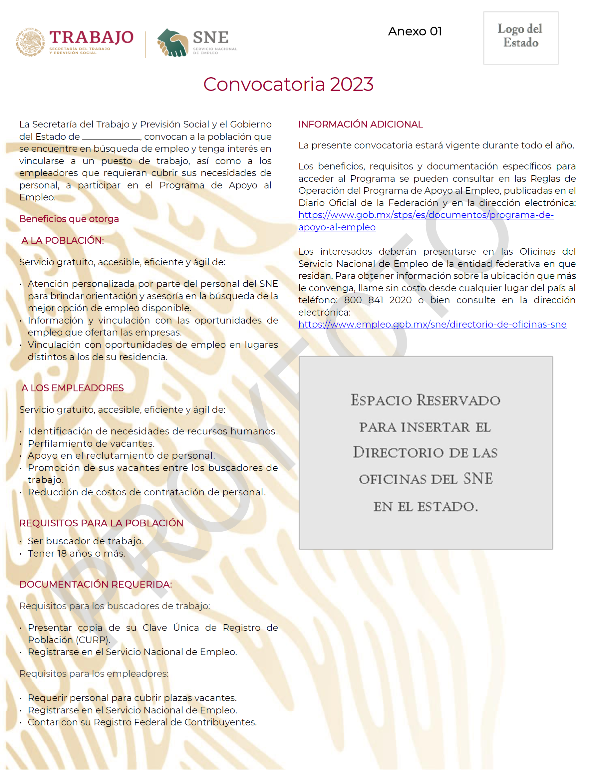 TRABAJO
SECRETARÍA DEL TRABAJO
Y PREVISIÓN SOCIAL
SNE
SERVICIO NACIONAL
DE EMPLEO
Anexo 01
Logo del
Estado
Convocatoria 2023
La Secretaría del Trabajo y Previsión Social y el Gobierno
del Estado de ____________, convocan a la población que
se encuentre en búsqueda de empleo y tenga interés en
vincularse a un puesto de trabajo, así como a los
empleadores que requieran cubrir sus necesidades de
personal, a participar en el Programa de Apoyo al
Empleo.
Beneficios que otorga
A LA POBLACIÓN:
Servicio gratuito, accesible, eficiente y ágil de:
• Atención personalizada por parte del personal del SNE
para brindar orientación y asesoría en la búsqueda de la
mejor opción de empleo disponible.
• Información y vinculación con las oportunidades de
empleo que ofertan las empresas.
• Vinculación con oportunidades de empleo en lugares
distintos a los de su residencia.
A LOS EMPLEADORES
Servicio gratuito, accesible, eficiente y ágil de:
• Identificación de necesidades de recursos humanos
• Perfilamiento de vacantes.
• Apoyo en el reclutamiento de personal.
• Promoción de sus vacantes entre los buscadores de
trabajo.
• Reducción de costos de contratación de personal.
REQUISITOS PARA LA POBLACIÓN
• Ser buscador de trabajo.
• Tener 18 años o más.
DOCUMENTACIÓN REQUERIDA:
Requisitos para los buscadores de trabajo:
• Presentar copia de su Clave Única de Registro de
Población (CURP).
• Registrarse en el Servicio Nacional de Empleo.
Requisitos para los empleadores:
• Requerir personal para cubrir plazas vacantes.
• Registrarse en el Servicio Nacional de Empleo.
• Contar con su Registro Federal de Contribuyentes.
INFORMACIÓN ADICIONAL
La presente convocatoria estará vigente durante todo el año.
Los beneficios, requisitos y documentación específicos para
acceder al Programa se pueden consultar en las Reglas de
Operación del Programa de Apoyo al Empleo, publicadas en el
Diario Oficial de la Federación y en la dirección electrónica:
https://www.gob.mx/stps/es/documentos/programa-de-
apoyo-al-empleo
Los interesados deberán presentarse en las Oficinas del
Servicio Nacional de Empleo de la entidad federativa en que
residan. Para obtener información sobre la ubicación que más
le convenga, llame sin costo desde cualquier lugar del país al
teléfono: 800 841 2020 o bien consulte en la dirección
electrónica:
https://www.empleo.gob.mx/sne/directorio-de-oficinas-sne
ESPACIO RESERVADO
PARA INSERTAR EL
DIRECTORIO DE LAS
OFICINAS DEL SNE
EN EL ESTADO.
PROYECTO